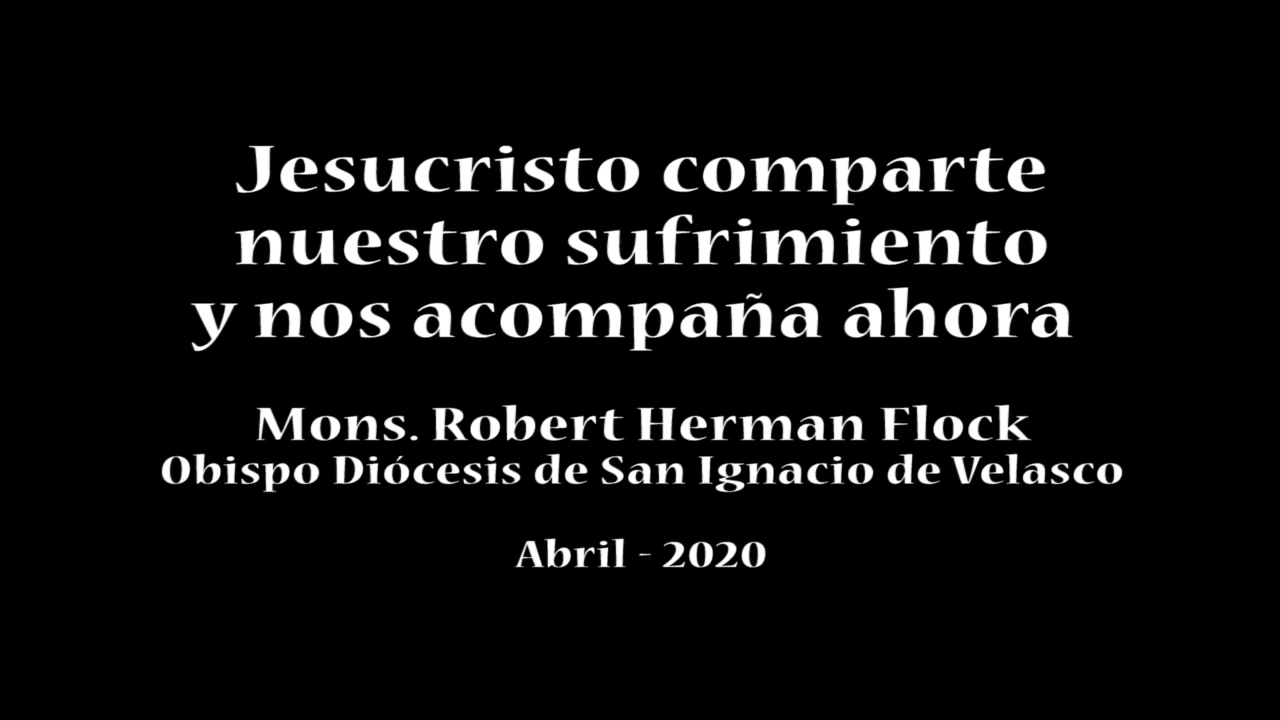 Jesucristo comparte
nuestro sufrimiento
y nos acompaña ahora
Mons. Robert Herman Flock
Obispo Diócesis de San Ignacio de Velasco
Abril - 2020